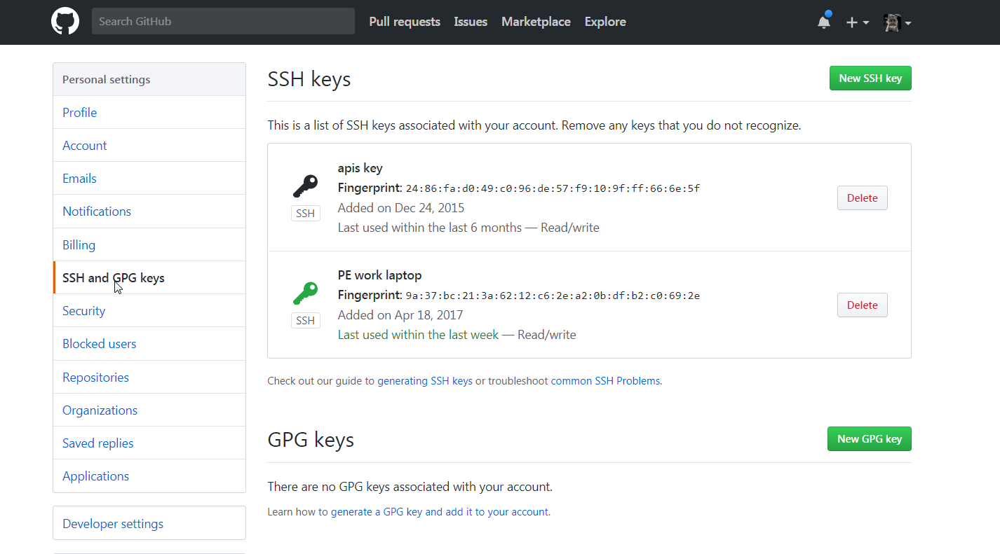 Search GitHub
Pull requests Issues Marketplace Explore
Personal settings
Profile
Account
Emails
Notifications
Billing
SSH and GPG keys
Security
Blocked users
Repositories
Organizations
Saved replies
Applications
Developer settings
SSH keys
New SSH key
This is a list of SSH keys associated with your account. Remove any keys that you do not recognize.
SSH
apis key
Fingerprint: 24:86:fa:d0:49:c0:96:de:57:f9:10:9f:ff:66:6e:5f
Added on Dec 24, 2015
Last used within the last 6 months — Read/write
Delete
SSH
PE work laptop
Fingerprint: 9a:37:bc:21:3a:62:12:c6:2e:a2:0b:df:b2:c0:69:2e
Added on Apr 18, 2017
Last used within the last week — Read/write
Delete
Check out our guide to generating SSH keys or troubleshoot common SSH Problems.
GPG keys
New GPG key
There are no GPG keys associated with your account.
Learn how to generate a GPG key and add it to your account.